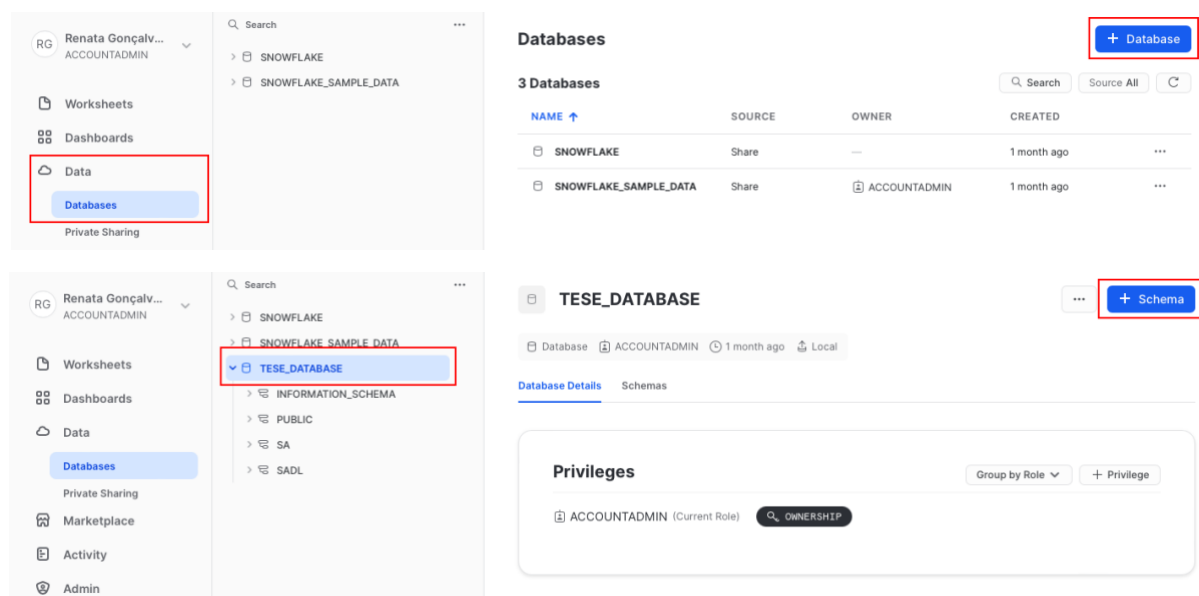 RG
Renata Gonçalv...
ACCOUNTADMIN
Worksheets
Dashboards
Data
Databases
Private Sharing
Search
SNOWFLAKE
SNOWFLAKE_SAMPLE_DATA
Databases
+ Database
3 Databases
Search
Source All
NAME SOURCE OWNER CREATED
SNOWFLAKE Share — 1 month ago ...
SNOWFLAKE_SAMPLE_DATA Share ACCOUNTADMIN 1 month ago ...
RG
Renata Gonçalv...
ACCOUNTADMIN
Worksheets
Dashboards
Data
Databases
Private Sharing
Marketplace
Activity
Admin
Search
SNOWFLAKE
SNOWFLAKE_SAMPLE_DATA
TESE_DATABASE
INFORMATION_SCHEMA
PUBLIC
SA
SADL
TESE_DATABASE
... + Schema
Database ACCOUNTADMIN 1 month ago Local
Database Details Schemas
Privileges
Group by Role + Privilege
ACCOUNTADMIN (Current Role) OWNERSHIP